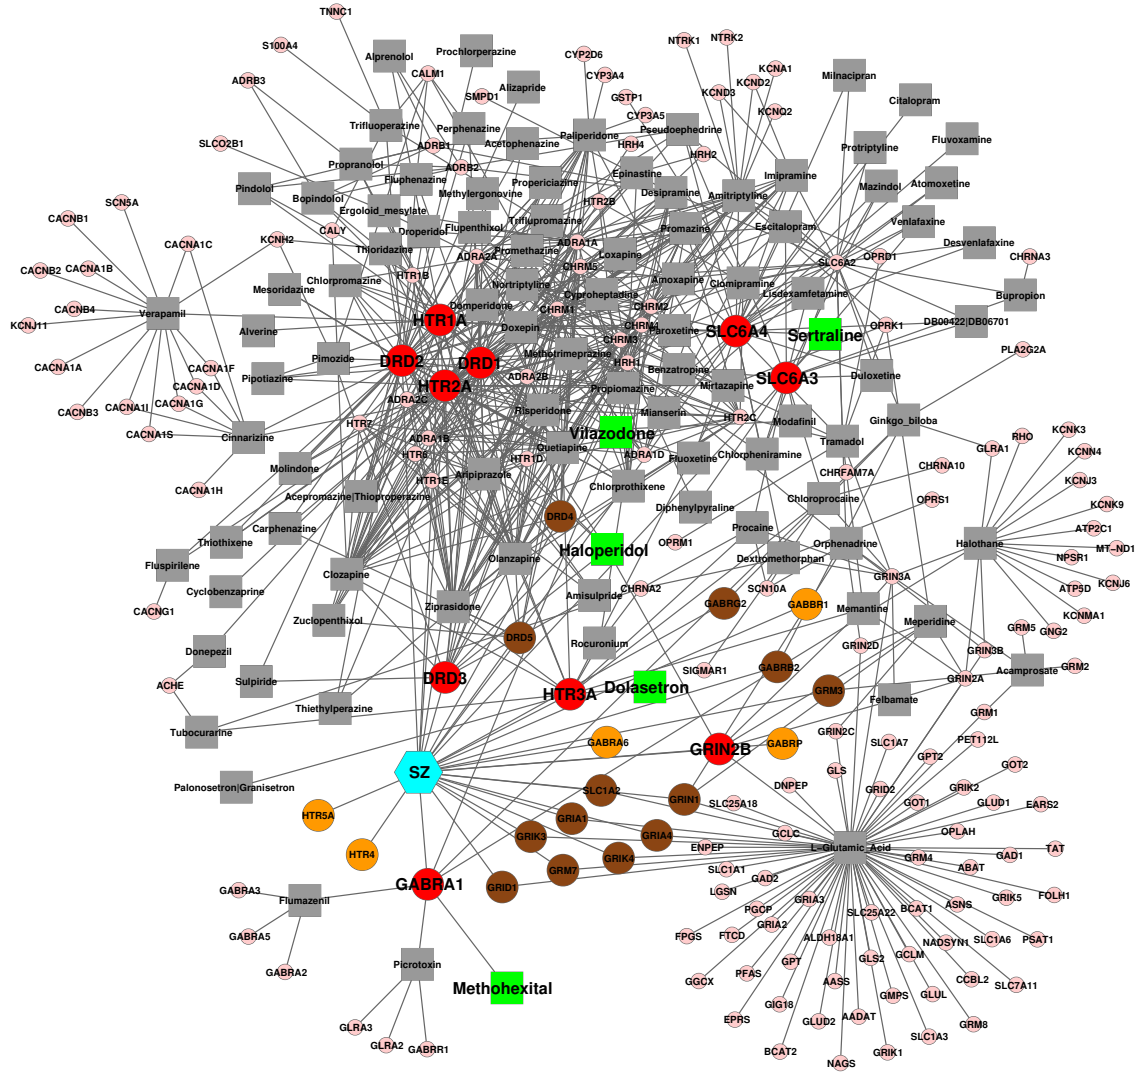 TNNC1
S100A4
ADRB3
Alprenolol
Prochlorperazine
CALM1
SMPD1
Alizapride
CYP2D6
CYP3A4
GSTP1
CYP3A5
NTRK1
NTRK2
KCNA1
KCND2
KCND3
KCNQ2
Milnacipran
Citalopram
SLCO2B1
Trifluoperazine
Perphenazine
Acetophenazine
Paliperidone
Pseudoephedrine
HRH4
HRH2
Protriptyline
Fluvoxamine
ADRB1
ADRB2
Propranolol
Pindolol
Bopindolol
Fluphenazine
Methylergonovine
Propericiazine
Epinastine
Desipramine
Amitriptyline
Imipramine
Mazindol
Atomoxetine
Ergoloid_mesylate
Droperidol
Flupenthixol
Triflupromazine
HTR2B
Promazine
Escitalopram
Venlafaxine
Desvenlafaxine
SCN5A
CACNB1
CACNA1C
KCNH2
CALY
Thioridazine
ADRA2A
Promethazine
ADRA1A
Loxapine
CHRM5
SLC6A2
OPRD1
CHRNA3
CACNB2
CACNA1B
Mesoridazine
Chlorpromazine
HTR1B
Nortriptyline
Cyproheptadine
Amoxapine
Clomipramine
Lisdexamfetamine
Bupropion
CACNB4
Verapamil
KCNJ11
Alverine
HTR1A
Domperidone
CHRM1
Doxepin
CHRM2
CHRM4
CHRM3
Paroxetine
SLC6A4
Sertraline
OPRK1
DB00422|DB06701
PLA2G2A
CACNA1A
CACNA1F
CACNA1D
CACNA1G
CACNB3
CACNA1I
CACNA1S
Pipotiazine
Pimozide
DRD2
DRD1
HTR2A
Methotrimeprazine
HRH1
Benzatropine
ADRA2B
Propiomazine
Mirtazapine
SLC6A3
Duloxetine
ADRA2C
Risperidone
Mianserin
HTR2C
Modafinil
Ginkgo_biloba
Cinnarizine
HTR7
ADRA1B
HTR6
HTR1D
Quetiapine
Vilazodone
ADRA1D
Fluoxetine
Chlorpheniramine
Tramadol
CHRFAM7A
CHRNA10
GLRA1
RHO
KCNK3
KCNN4
KCNJ3
KCNK9
ATP2C1
MT-ND1
CACNA1H
Molindone
Acepromazine|Thioproperazine
HTR1E
Aripiprazole
Chlorprothixene
Diphenylpyraline
Chloroprocaine
OPRS1
Carphenazine
Thiothixene
DRD4
Haloperidol
OPRM1
Procaine
Orphenadrine
Dextromethorphan
Halothane
NPSR1
Fluspirilene
CACNG1
Cyclobenzaprine
Clozapine
Olanzapine
Amisulpride
CHRNA2
SCN10A
GRIN3A
ATP5D
KCNJ6
KCNMA1
GNG2
GRM5
Zuclopenthixol
Ziprasidone
GABRG2
GABBR1
Memantine
Meperidine
DRD5
Rocuronium
GRIN2D
GRIN3B
Donepezil
ACHE
Sulpiride
DRD3
HTR3A
Dolasetron
SIGMAR1
GABRB2
GRM3
Felbamate
GRIN2A
Acamprosate
GRM2
Thiethylperazine
Tubocurarine
GRM1
GABRA6
GRIN2B
GABRP
GRIN2C
SLC1A7
PET112L
GPT2
GOT2
Palonosetron|Granisetron
SZ
SLC1A2
GRIN1
DNPEP
GLS
GRID2
GRIK2
SLC25A18
GOT1
GLUD1
EARS2
HTR5A
GRIA1
GRIK3
GRIA4
GCLC
OPLAH
HTR4
GRIK4
GRM7
ENPEP
L-Glutamic_Acid
GRM4
GAD1
TAT
ABAT
GABRA1
GRID1
SLC1A1
GAD2
LGSN
FOLH1
GABRA3
Flumazenil
PGCP
GRIA3
GRIK5
ASNS
BCAT1
SLC25A22
GABRA5
FPGS
FTCD
GRIA2
ALDH18A1
NADSYN1
SLC1A6
PSAT1
GABRA2
Picrotoxin
GGCX
PFAS
GPT
GLS2
GCLM
CCBL2
SLC7A11
Methohexital
GIG18
AASS
GMPS
GLUL
GLRA3
EPRS
GLUD2
AADAT
GRM8
SLC1A3
GLRA2
GABRR1
BCAT2
NAGS
GRIK1